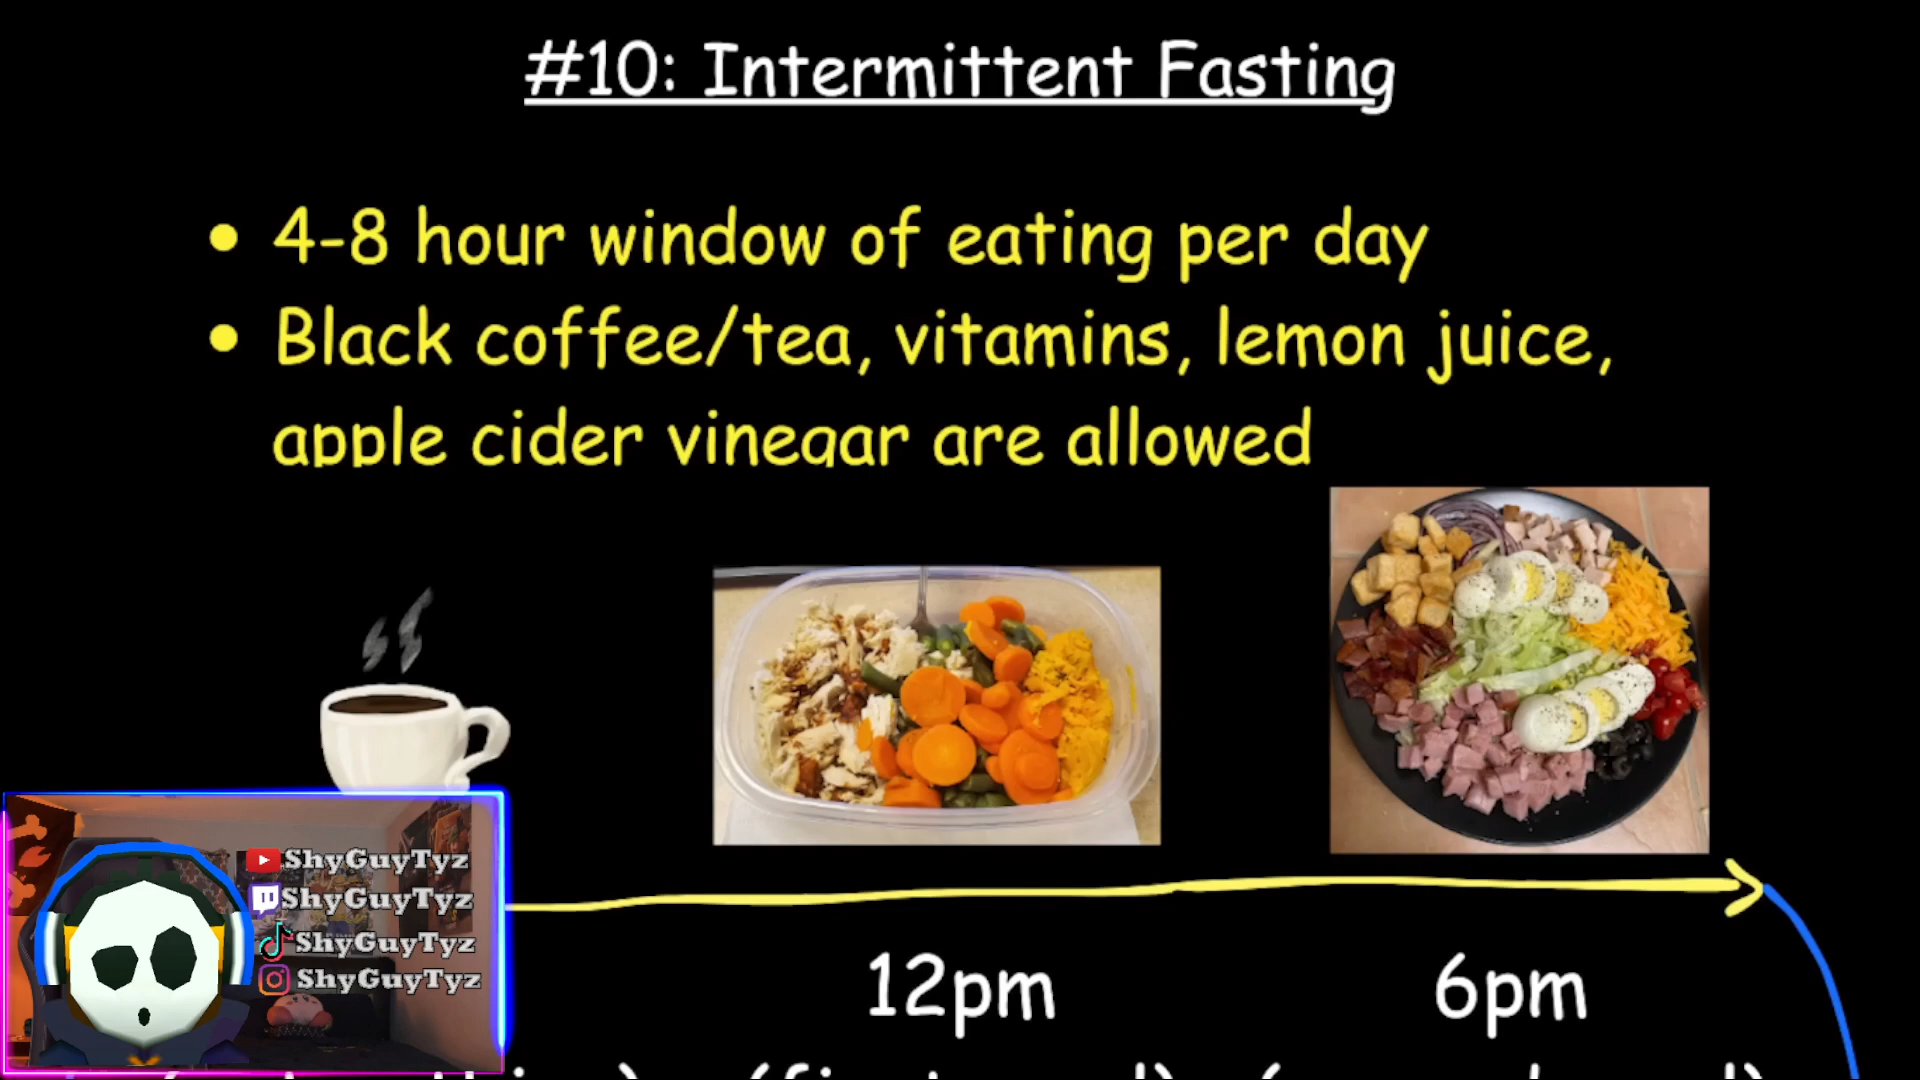 #10: Intermittent Fasting
• 4-8 hour window of eating per day
• Black coffee/tea, vitamins, lemon juice,
apple cider vinegar are allowed
ShyGuyTyz
ShyGuyTyz
ShyGuyTyz
ShyGuyTyz
12pm
6pm